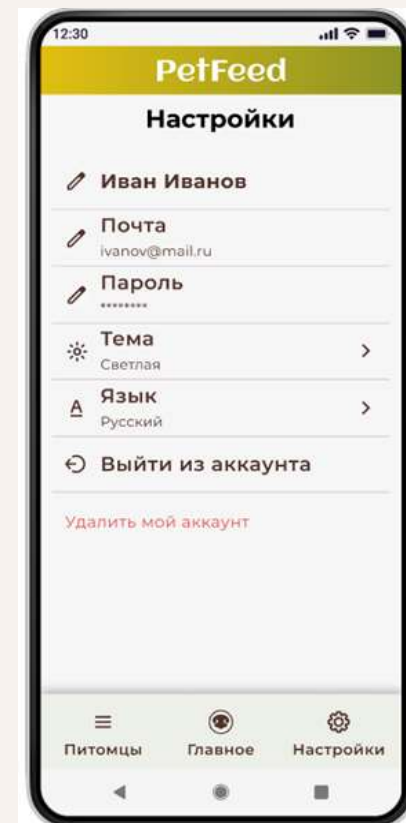 12:30
PetFeed
Настройки
Иван Иванов
Почта
ivanov@mail.ru
Пароль
********
Тема
Светлая
Язык
А
Русский
Выйти из аккаунта
Удалить мой аккаунт
Питомцы Главное Настройки